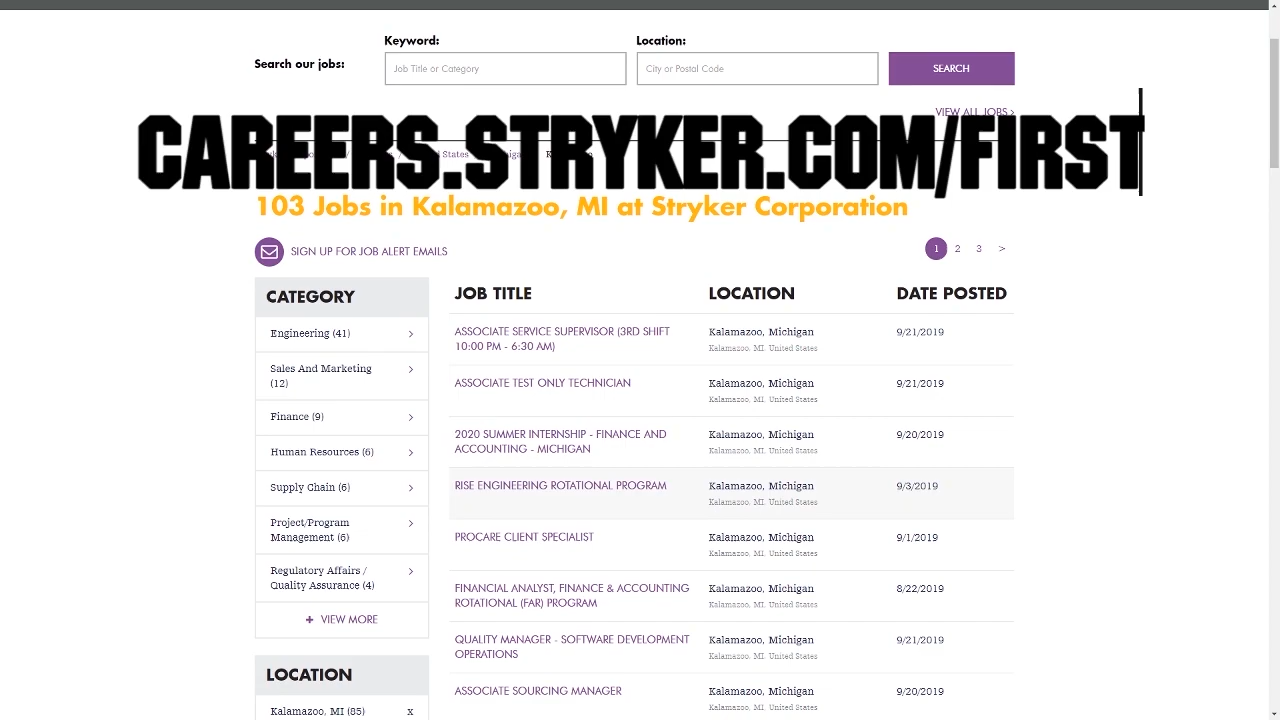 Keyword:
Location:
Search our jobs:
Job Title or Category
City or Postal Code
SEARCH
VIEW ALL JOBS >
CAREERS.STRYKER.COM/FIRST
103 Jobs in Kalamazoo, MI at Stryker Corporation
SIGN UP FOR JOB ALERT EMAILS
1 2 3 >
CATEGORY
Engineering (41) >
Sales And Marketing >
(12)
Finance (9) >
Human Resources (6) >
Supply Chain (6) >
Project/Program >
Management (6)
Regulatory Affairs / >
Quality Assurance (4)
+ VIEW MORE
LOCATION
Kalamazoo, MI (85) x
JOB TITLE LOCATION DATE POSTED
ASSOCIATE SERVICE SUPERVISOR (3RD SHIFT Kalamazoo, Michigan 9/21/2019
10:00 PM - 6:30 AM) Kalamazoo, MI, United States
ASSOCIATE TEST ONLY TECHNICIAN Kalamazoo, Michigan 9/21/2019
Kalamazoo, MI, United States
2020 SUMMER INTERNSHIP - FINANCE AND Kalamazoo, Michigan 9/20/2019
ACCOUNTING - MICHIGAN Kalamazoo, MI, United States
RISE ENGINEERING ROTATIONAL PROGRAM Kalamazoo, Michigan 9/3/2019
Kalamazoo, MI, United States
PROCARE CLIENT SPECIALIST Kalamazoo, Michigan 9/1/2019
Kalamazoo, MI, United States
FINANCIAL ANALYST, FINANCE & ACCOUNTING Kalamazoo, Michigan 8/22/2019
ROTATIONAL (FAR) PROGRAM Kalamazoo, MI, United States
QUALITY MANAGER - SOFTWARE DEVELOPMENT Kalamazoo, Michigan 9/21/2019
OPERATIONS Kalamazoo, MI, United States
ASSOCIATE SOURCING MANAGER Kalamazoo, Michigan 9/20/2019
Kalamazoo, MI, United States